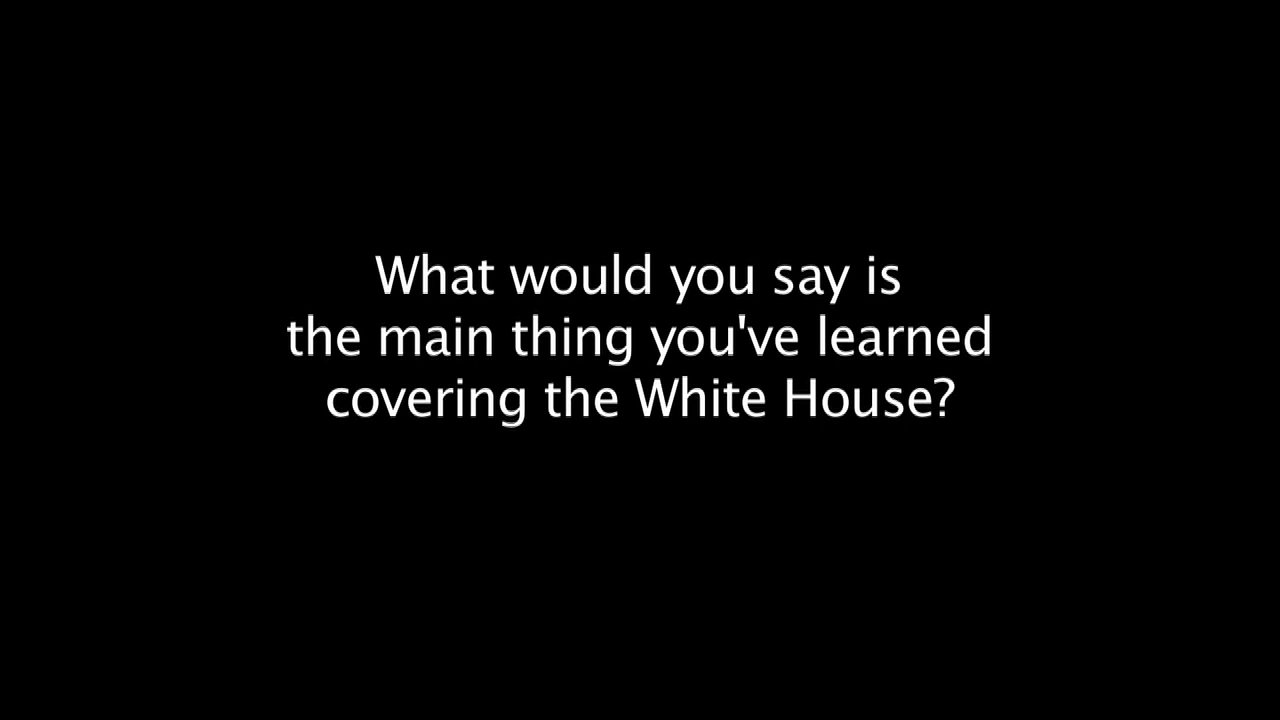 What would you say is
the main thing you've learned
covering the White House?